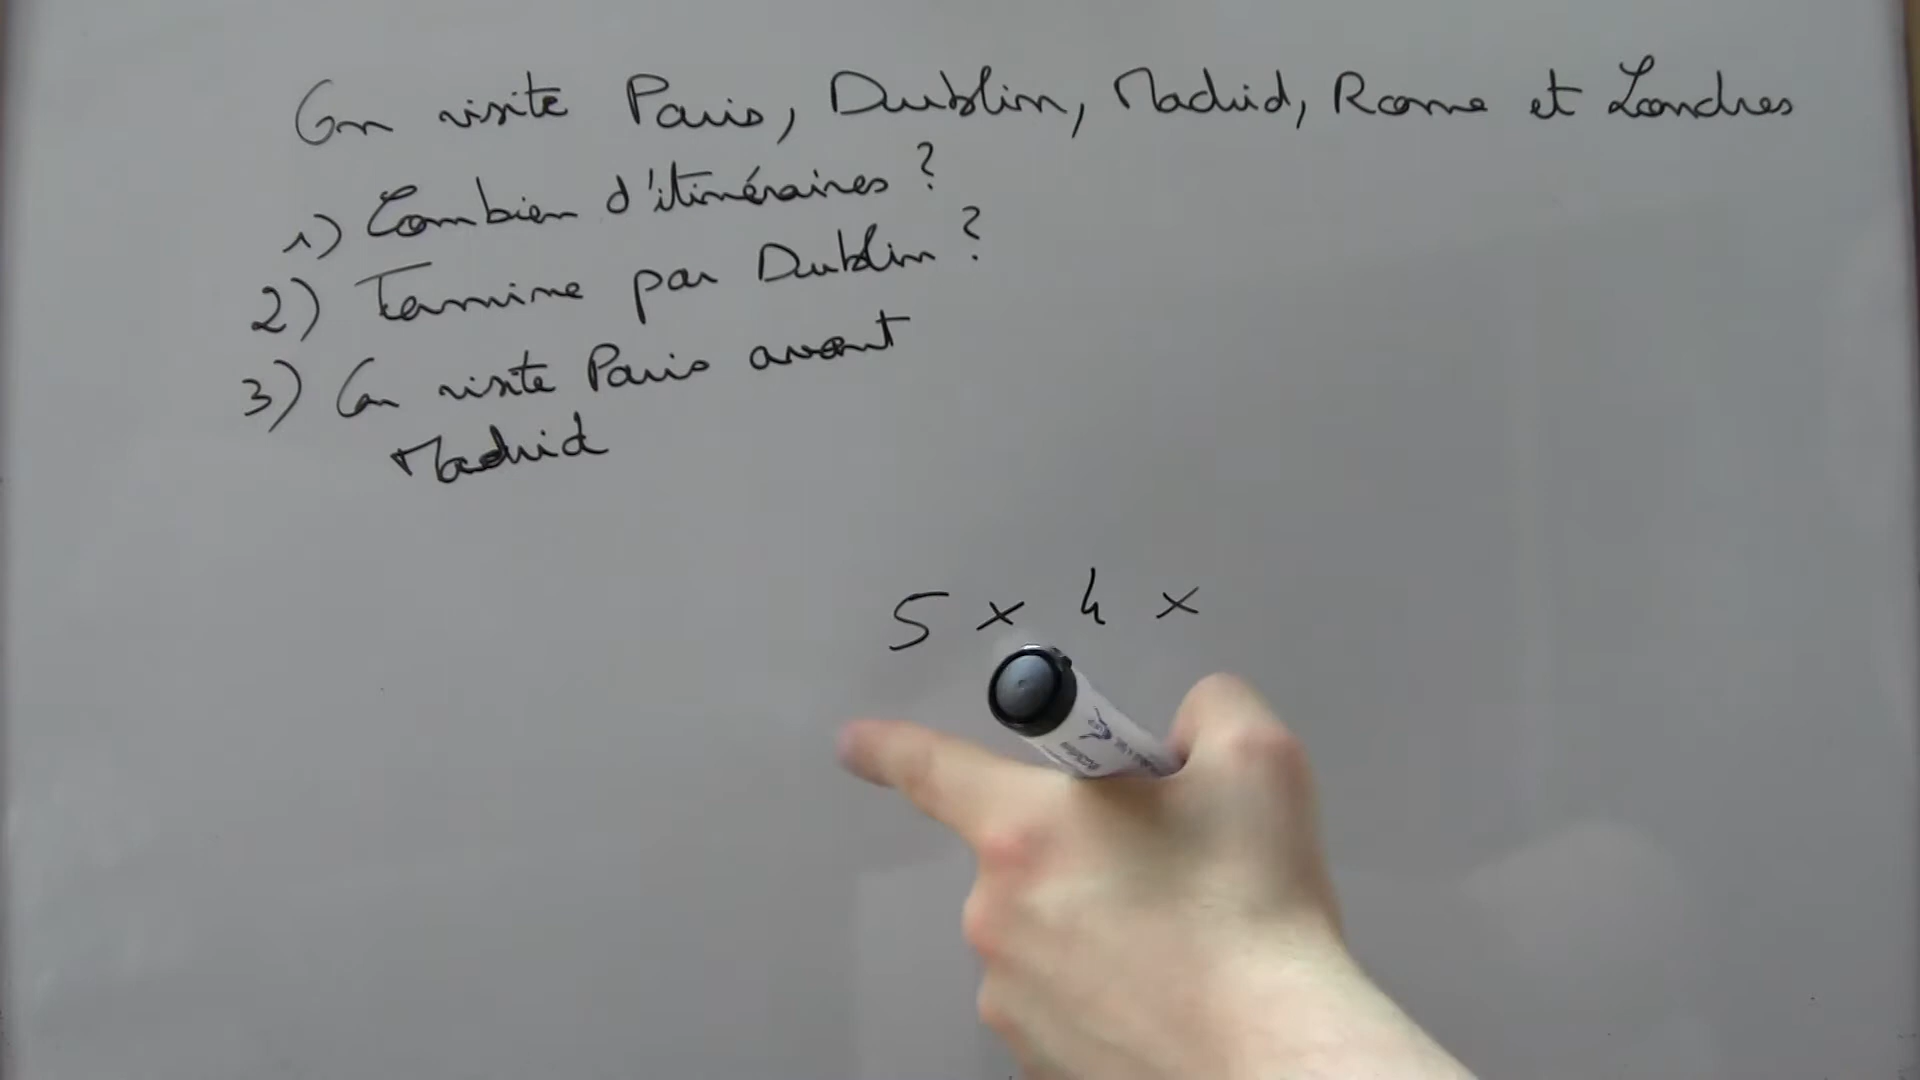 On visite Paris, Dublin, Madrid, Rome et Londres
1) Combien d'itinéraires ?
2) Termine par Dublin ?
3) On visite Paris avant
Madrid
5 x 4 x